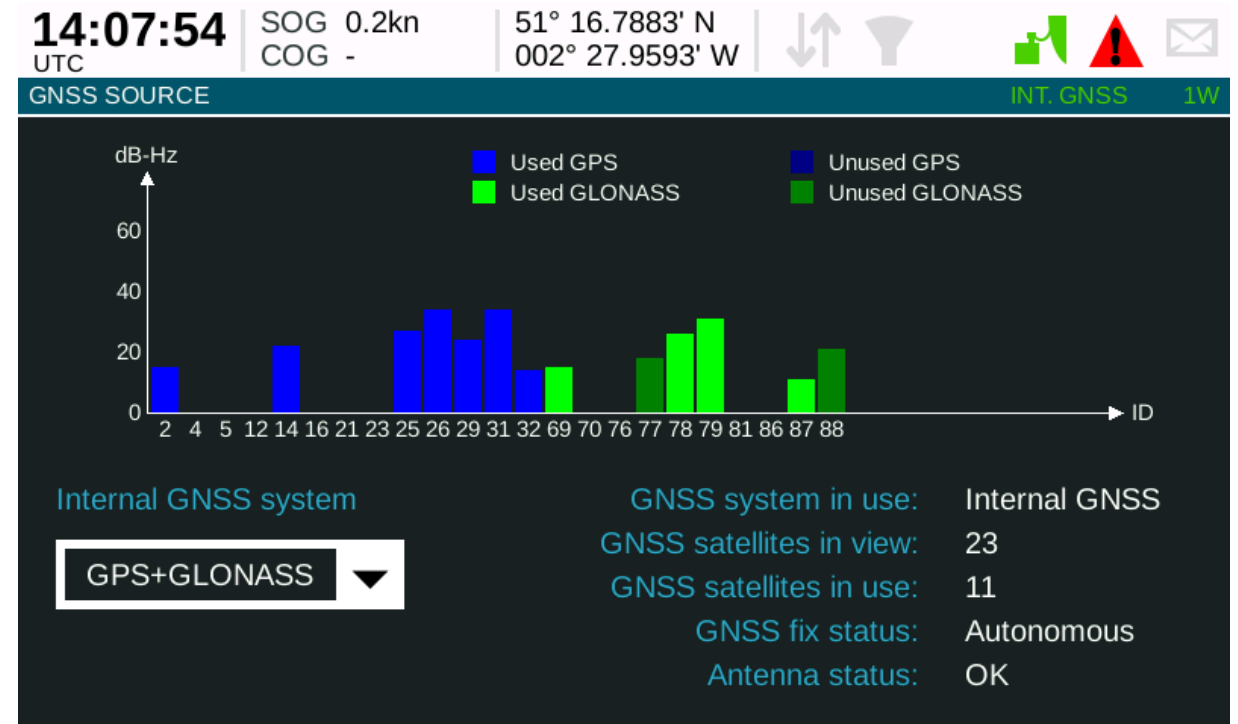 14:07:54
UTC
SOG 0.2kn
COG -
51° 16.7883' N
002° 27.9593' W
GNSS SOURCE
INT. GNSS 1W
dB-Hz
Used GPS
Unused GPS
Used GLONASS
Unused GLONASS
60
40
20
0
ID
2 4 5 12 14 16 21 23 25 26 29 31 32 69 70 76 77 78 79 81 86 87 88
Internal GNSS system
GPS+GLONASS
GNSS system in use: Internal GNSS
GNSS satellites in view: 23
GNSS satellites in use: 11
GNSS fix status: Autonomous
Antenna status: OK